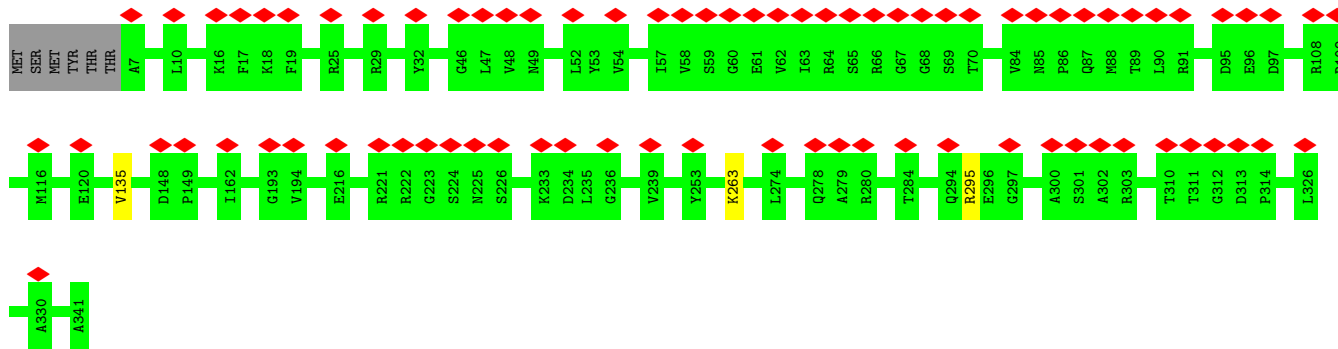 MET SER MET TYR THR THR A7 L10 K16 F17 K18 F19 R25 R29 Y32 G46 L47 V48 N49 L52 Y53 V54 I57 V58 S59 G60 E61 V62 I63 R64 S65 R66 G67 G68 S69 T70 V84 N85 P86 Q87 M88 T89 L90 R91 D95 E96 D97 R108
M116 E120 V135 D148 P149 I162 G193 V194 E216 R221 R222 G223 S224 N225 S226 K233 D234 L235 G236 V239 Y253 K263 L274 Q278 A279 R280 T284 Q294 R295 E296 G297 A300 S301 A302 R303 T310 T311 G312 D313 P314 L326
A330 A341